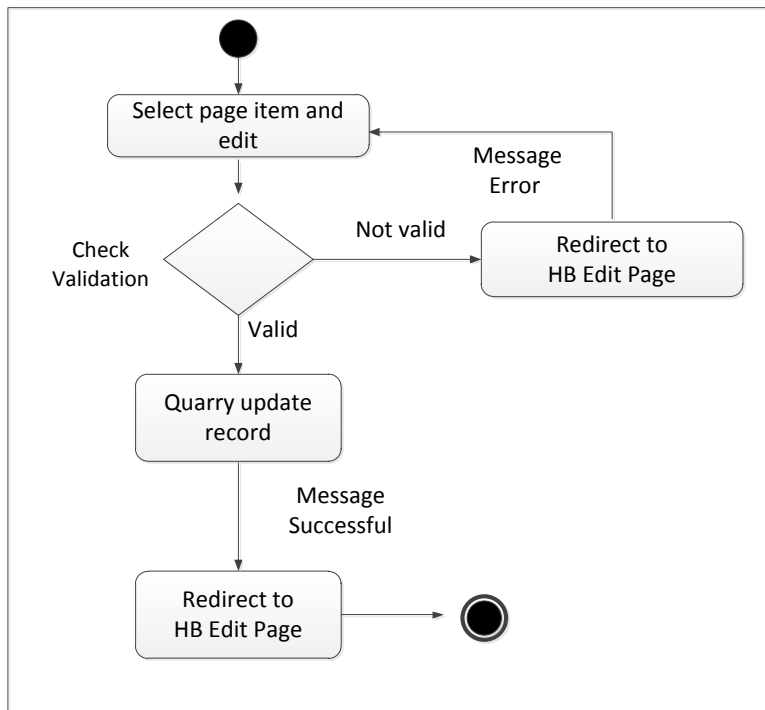 Select page item and
edit
Message
Error
Not valid
Redirect to
HB Edit Page
Check
Validation
Valid
Quarry update
record
Message
Successful
Redirect to
HB Edit Page